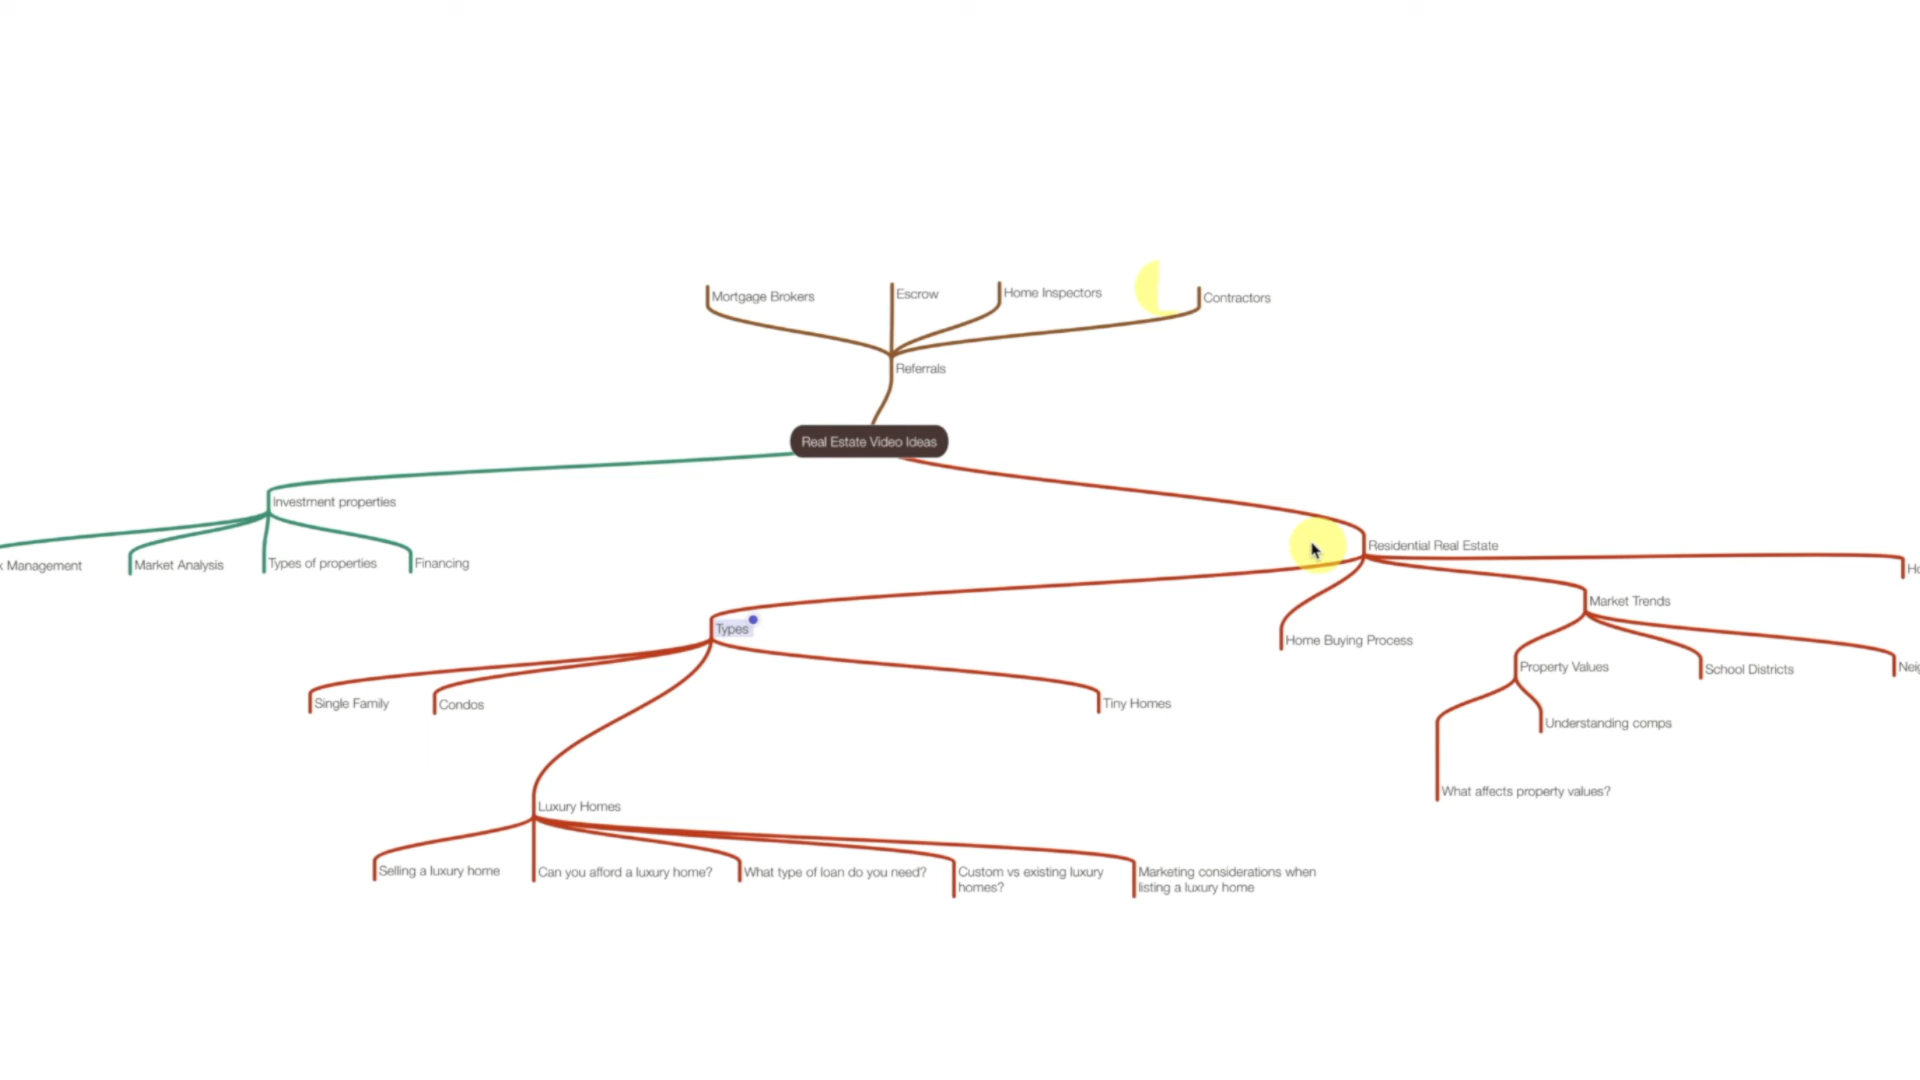 Mortgage Brokers
Escrow
Home Inspectors
Contractors
Referrals
Real Estate Video Ideas
Investment properties
Management
Market Analysis
Types of properties
Financing
Residential Real Estate
Types
Home Buying Process
Market Trends
Property Values
School Districts
Single Family
Condos
Tiny Homes
Understanding comps
What affects property values?
Luxury Homes
Selling a luxury home
Can you afford a luxury home?
What type of loan do you need?
Custom vs existing luxury
homes?
Marketing considerations when
listing a luxury home